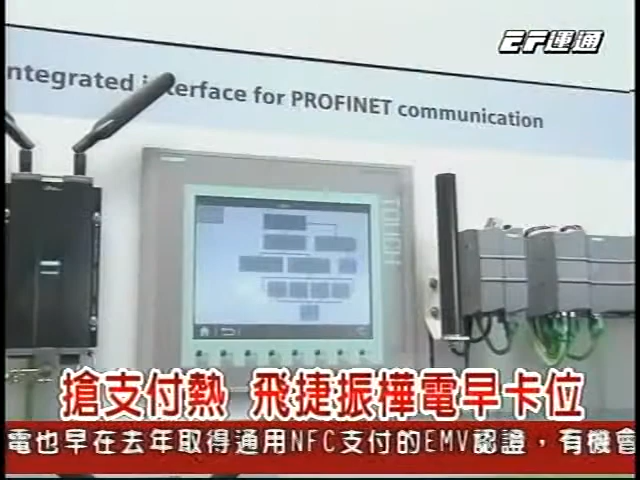 EF運通
ntegrated interface for PROFINET communication
TOUCH
搶支付熱 飛捷振樺電早卡位
電也早在去年取得通用NFC支付的EMV認證，有機會